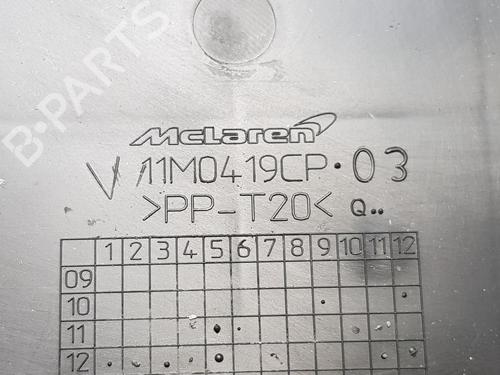 B-PARTS
McLaren
V 11M0419CP.03
>PP-T20< Q..
1 2 3 4 5 6 7 8 9 10 11 12
09
10
11
12